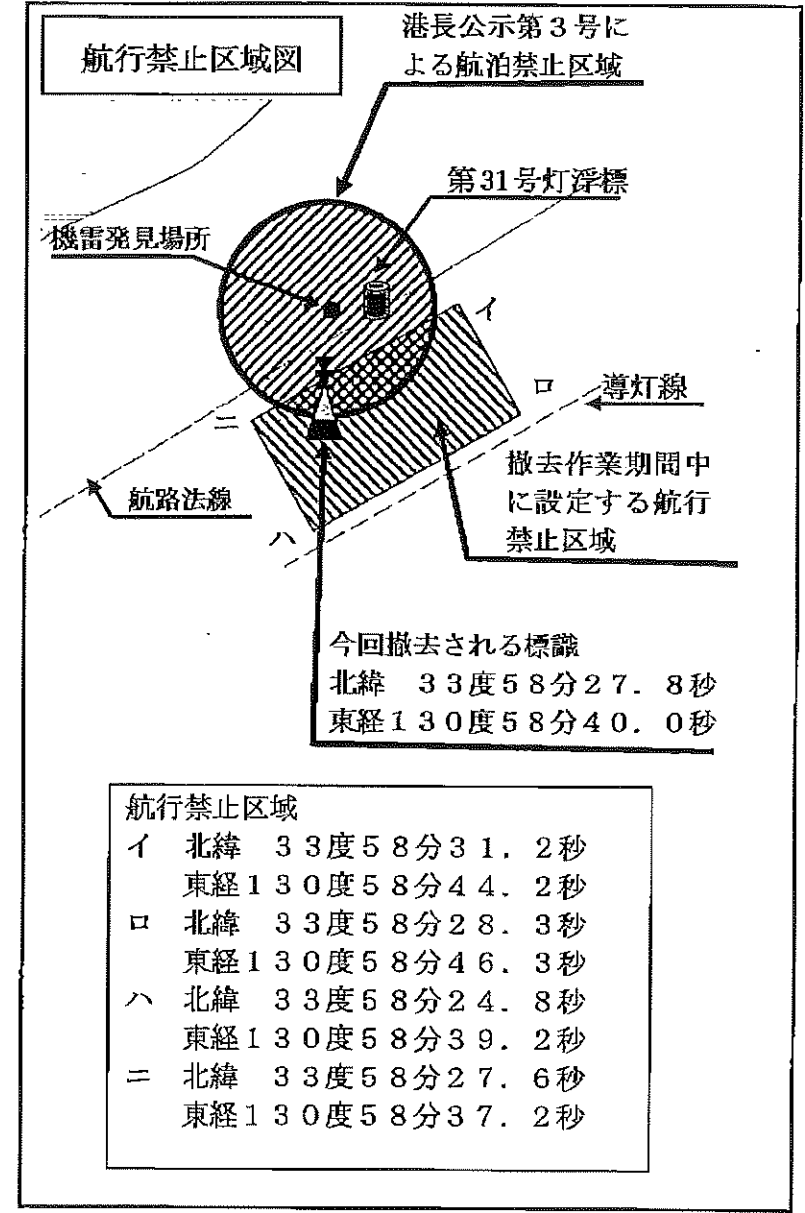 航行禁止区域図
港長公示第3号に
よる航泊禁止区域
第31号灯浮標
機雷発見場所
イ
ロ
導灯線
ニ
撤去作業期間中
に設定する航行
禁止区域
航路法線
ハ
今回撤去される標識
北緯　33度58分27.8秒
東経130度58分40.0秒
航行禁止区域
イ　北緯　33度58分31.2秒
東経130度58分44.2秒
ロ　北緯　33度58分28.3秒
東経130度58分46.3秒
ハ　北緯　33度58分24.8秒
東経130度58分39.2秒
ニ　北緯　33度58分27.6秒
東経130度58分37.2秒